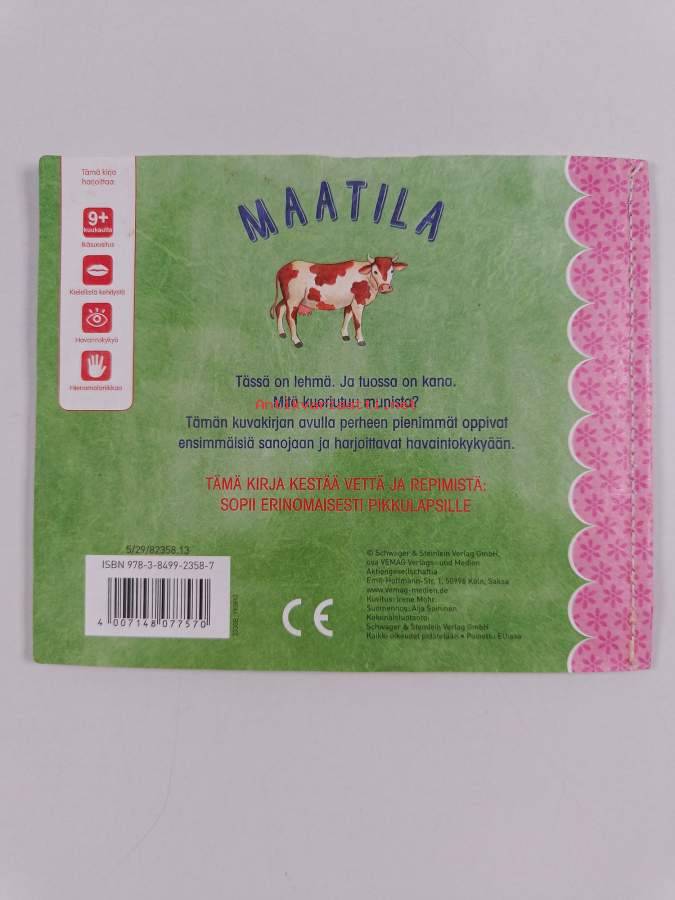 Tämä kirja
harjoittaa:
9+
kuukautta
Ikäsuositus
Kielellistä kehitystä
Havaintokykyä
Hienomotoriikkaa
MAATILA
Tässä on lehmä. Ja tuossa on kana.
Mitä kuoriutuu munista?
Antikvariaatti.net
Tämän kuvakirjan avulla perheen pienimmät oppivat
ensimmäisiä sanojaan ja harjoittavat havaintokykyään.
TÄMÄ KIRJA KESTÄÄ VETTÄ JA REPIMISTÄ:
SOPII ERINOMAISESTI PIKKULAPSILLE
5/29/82358.13
ISBN 978-3-8499-2358-7
4 007148 077570
CE
© Schwager & Steinlein Verlag GmbH,
osa VEMAG Verlags- und Medien
Aktiengesellschaftia
Emil-Hoffmann-Str. 1, 50996 Köln, Saksa
www.vemag-medien.de
Kuvitus: Irene Mohr
Suomennos: Aija Spininen
Kokonaistuotanto:
Schwager & Steinlein Verlag GmbH
Kaikki oikeudet pidätetään • Painettu EU:ssa